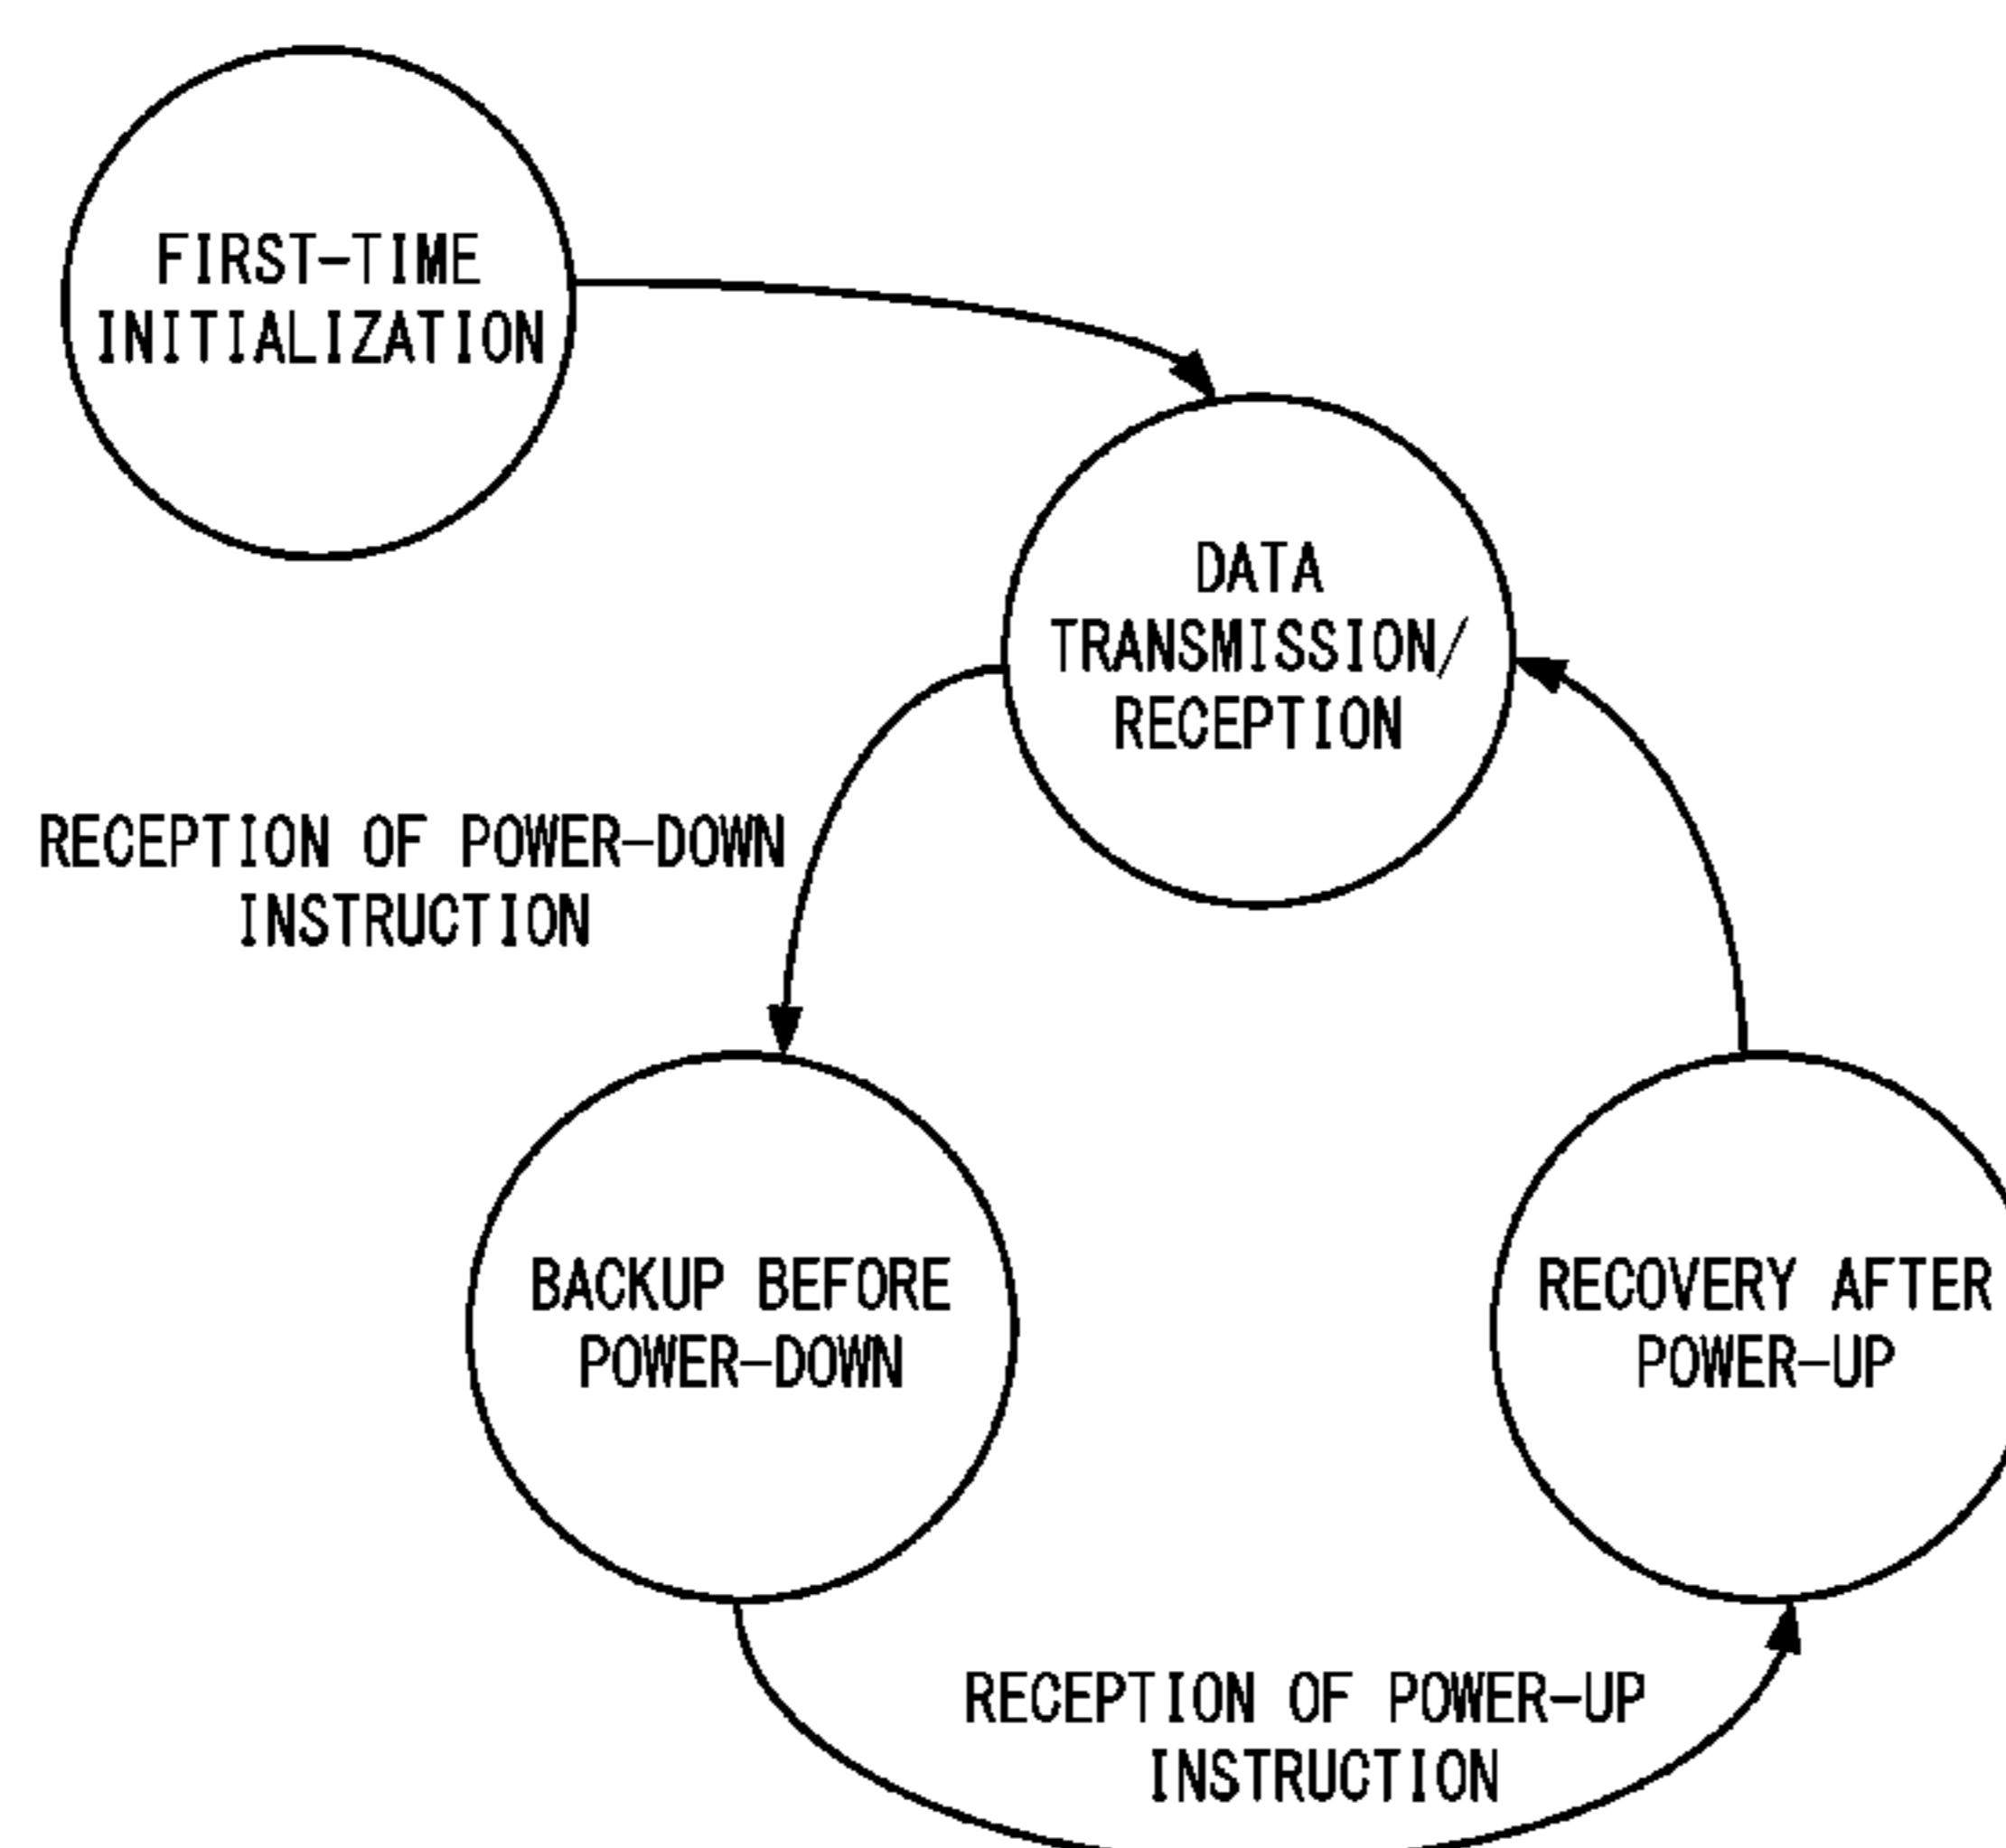 FIRST-TIME
INITIALIZATION
DATA
TRANSMISSION/
RECEPTION
RECEPTION OF POWER-DOWN
INSTRUCTION
BACKUP BEFORE
POWER-DOWN
RECOVERY AFTER
POWER-UP
RECEPTION OF POWER-UP
INSTRUCTION